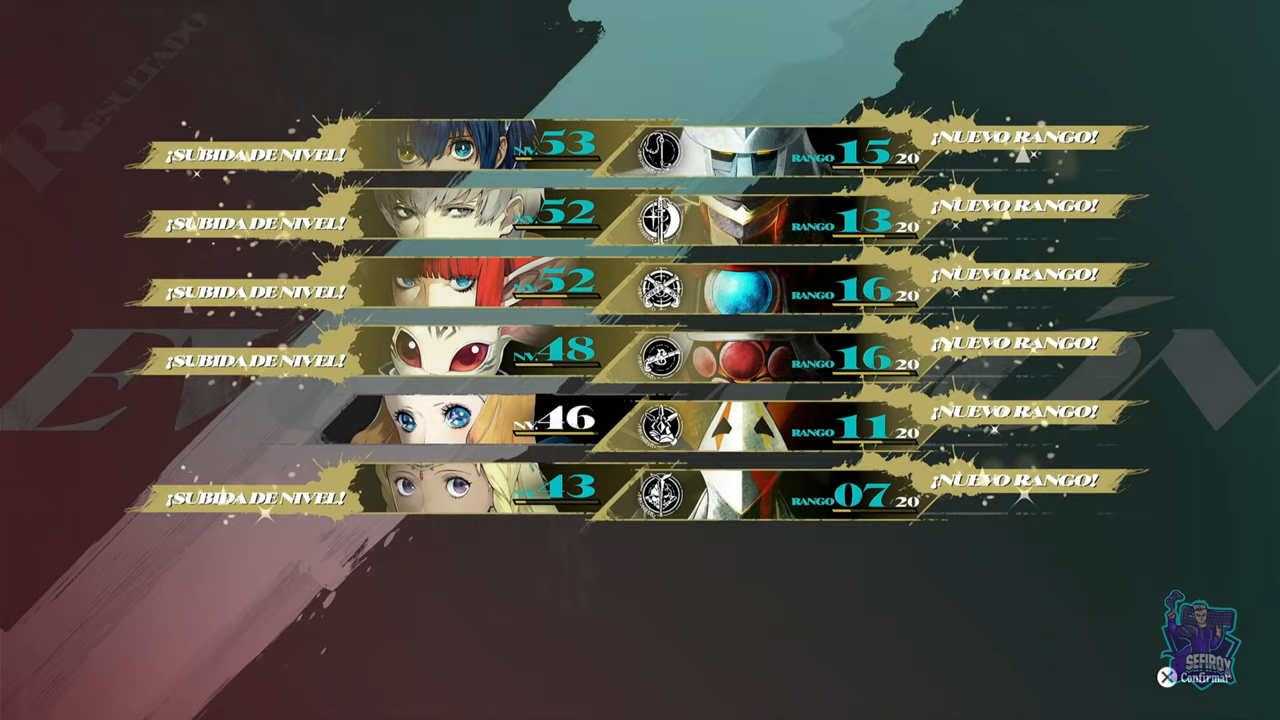 RESULTADO
¡SUBIDA DE NIVEL! NV. 53 RANGO 15 20 ¡NUEVO RANGO!
¡SUBIDA DE NIVEL! NV. 52 RANGO 13 20 ¡NUEVO RANGO!
¡SUBIDA DE NIVEL! NV. 52 RANGO 16 20 ¡NUEVO RANGO!
¡SUBIDA DE NIVEL! NV. 48 RANGO 16 20 ¡NUEVO RANGO!
NV. 46 RANGO 11 20 ¡NUEVO RANGO!
¡SUBIDA DE NIVEL! NV. 43 RANGO 07 20 ¡NUEVO RANGO!
SEFIROX
Confirmar